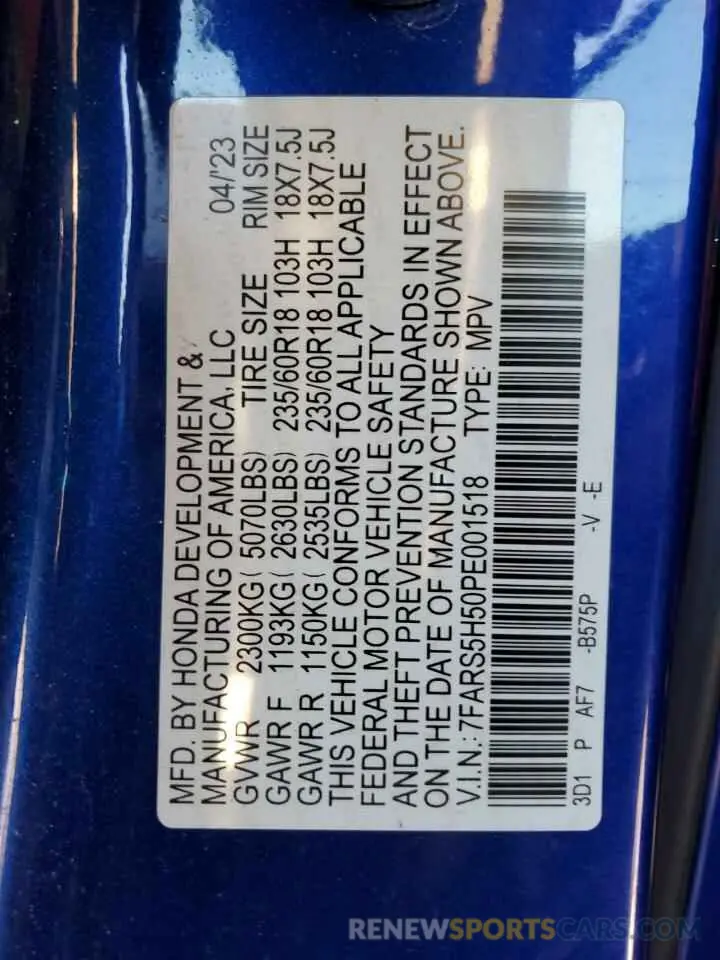 MFD. BY HONDA DEVELOPMENT &
MANUFACTURING OF AMERICA, LLC 04/'23
GVWR 2300KG( 5070LBS) TIRE SIZE RIM SIZE
GAWR F 1193KG( 2630LBS) 235/60R18 103H 18X7.5J
GAWR R 1150KG( 2535LBS) 235/60R18 103H 18X7.5J
THIS VEHICLE CONFORMS TO ALL APPLICABLE
FEDERAL MOTOR VEHICLE SAFETY
AND THEFT PREVENTION STANDARDS IN EFFECT
ON THE DATE OF MANUFACTURE SHOWN ABOVE.
V.I.N.: 7FARS5H50PE001518 TYPE: MPV
3D1 P AF7 -B575P -V -E
RENEWSPORTSCARS.COM